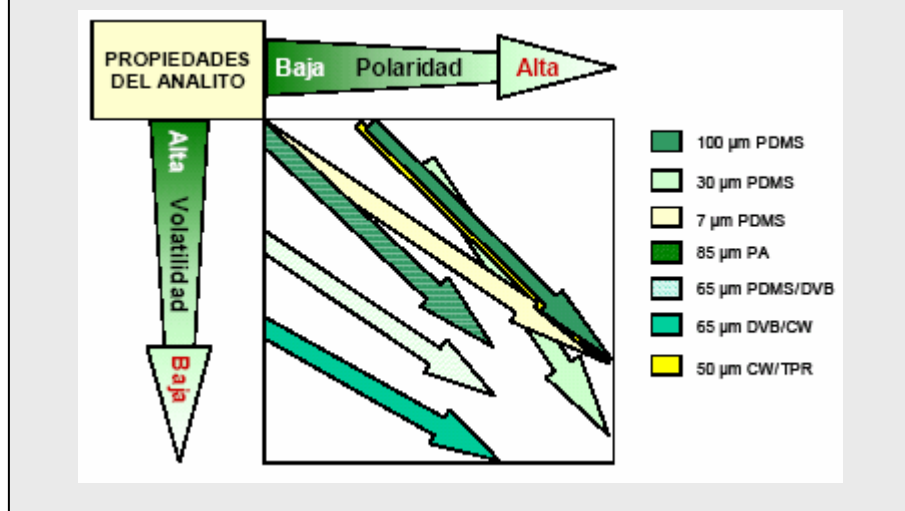 PROPIEDADES
DEL ANALITO
Baja Polaridad Alta
Alta Volatilidad Baja
100 µm PDMS
30 µm PDMS
7 µm PDMS
85 µm PA
65 µm PDMS/DVB
65 µm DVB/CW
50 µm CW/TPR